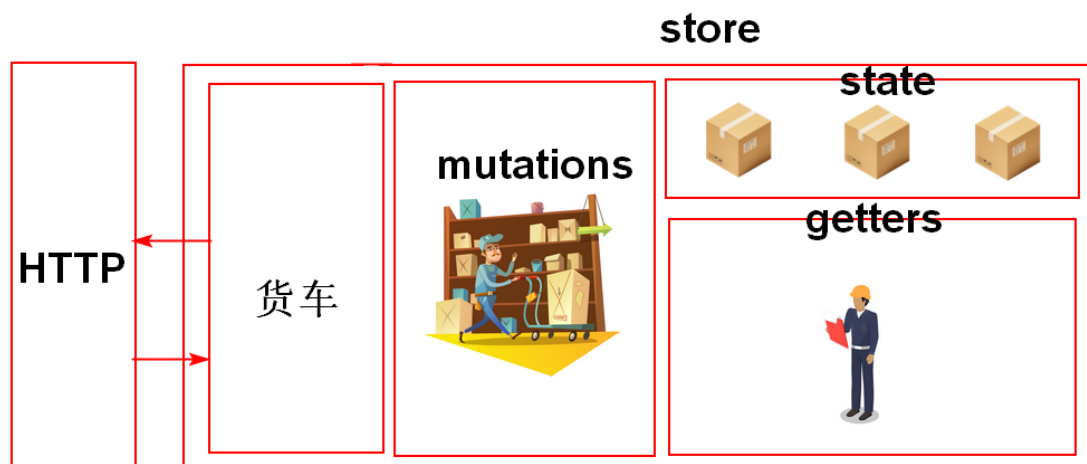 store
state
mutations
getters
HTTP
货车